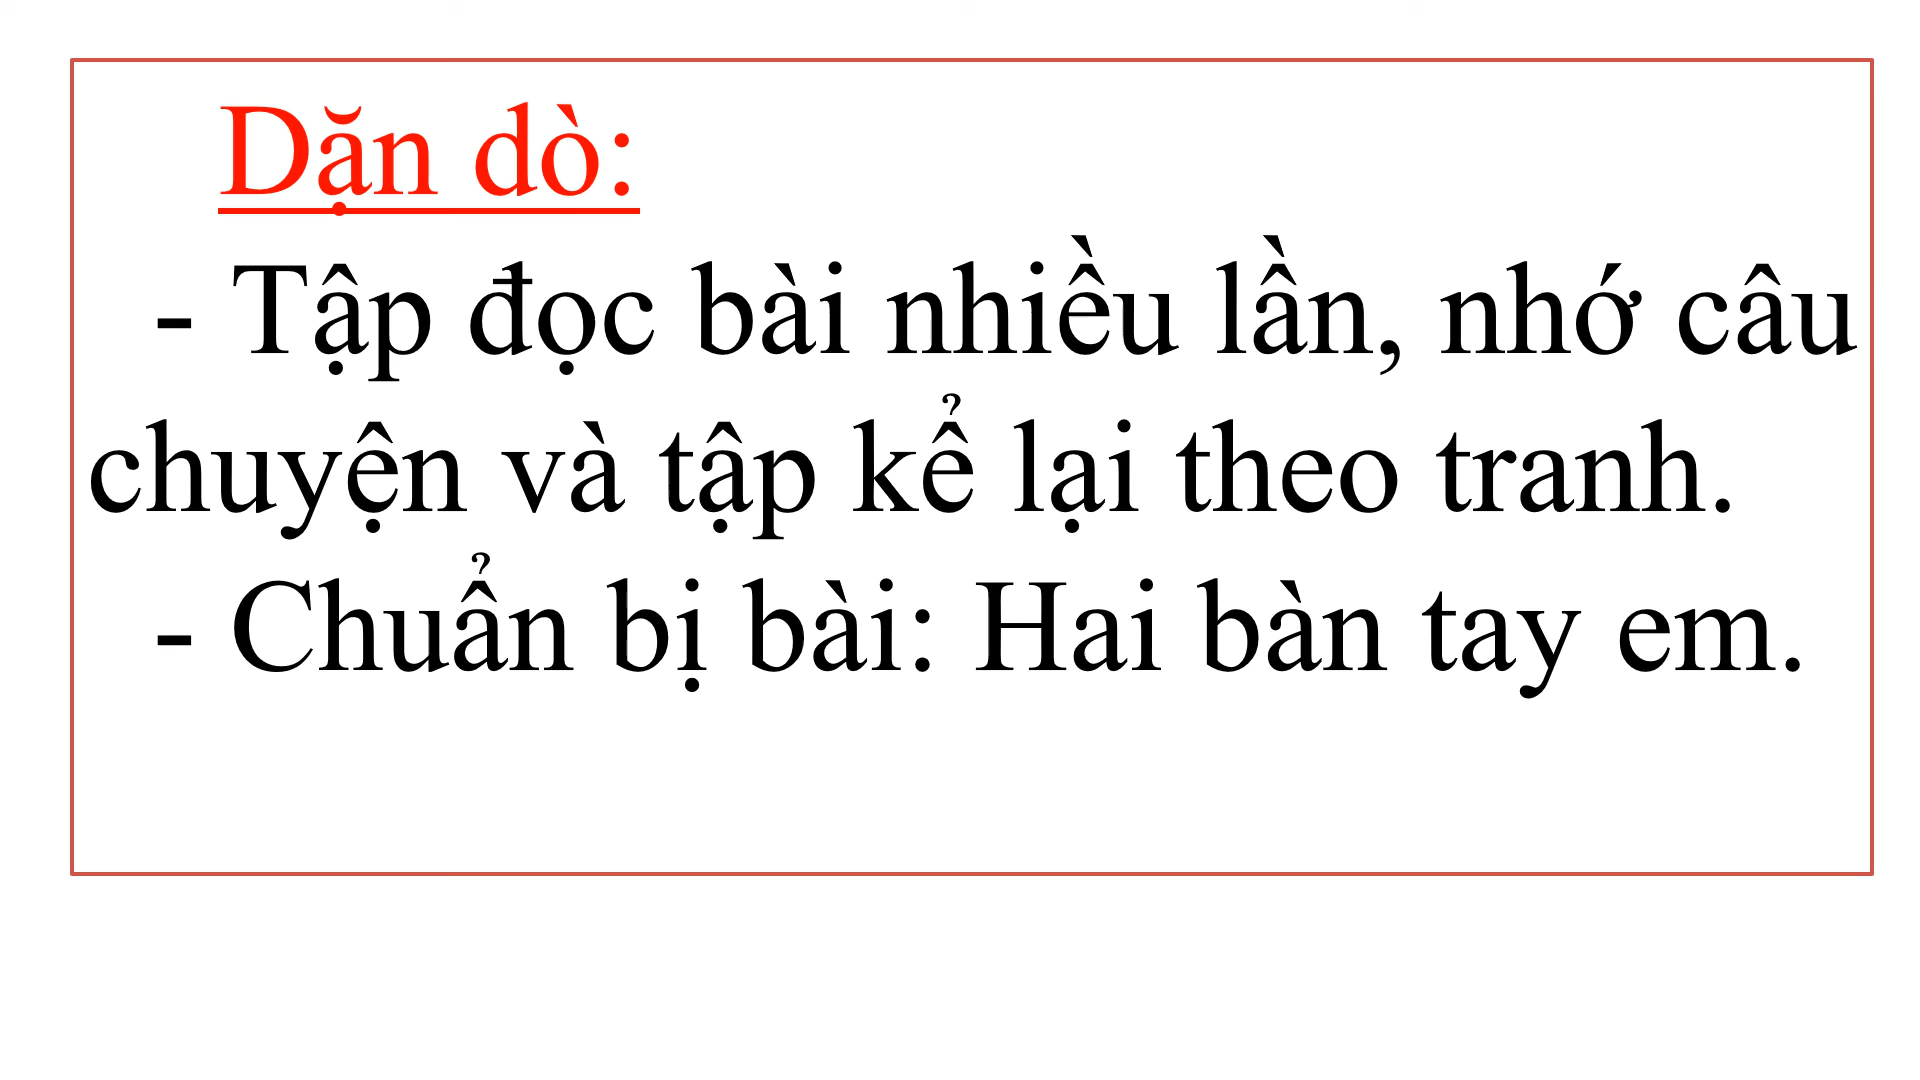 Dặn dò:
- Tập đọc bài nhiều lần, nhớ câu
chuyện và tập kể lại theo tranh.
- Chuẩn bị bài: Hai bàn tay em.